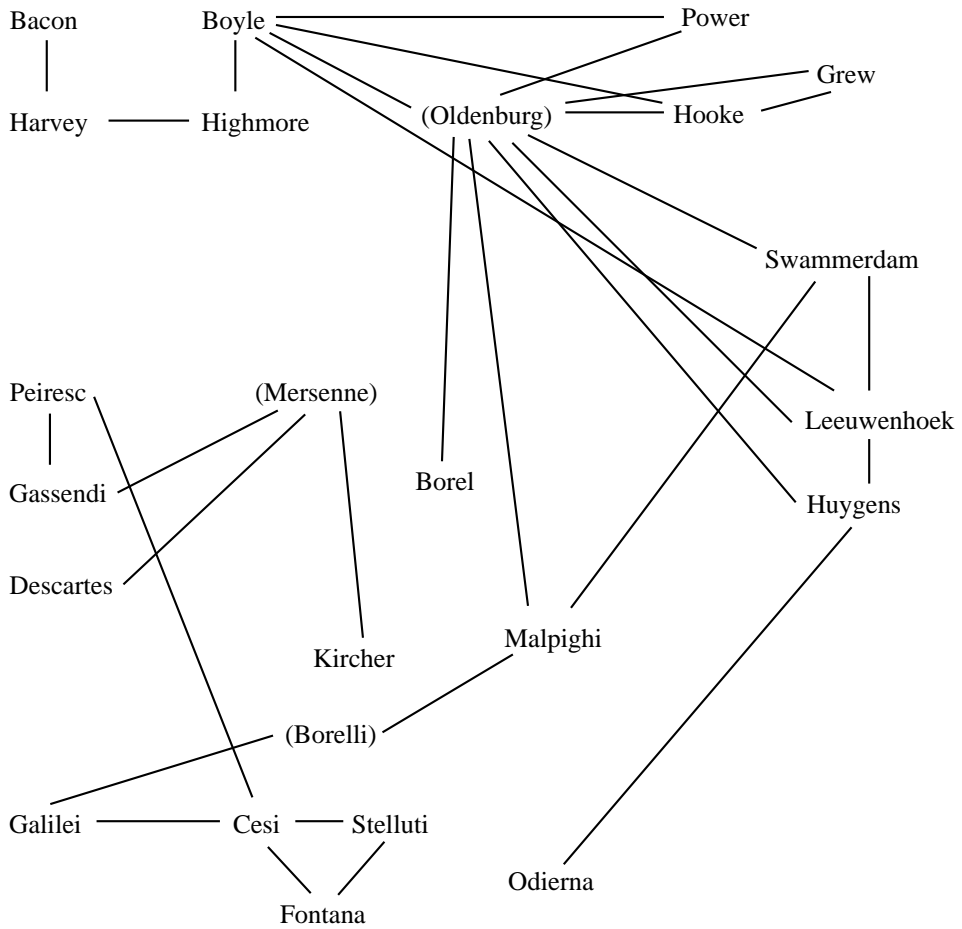 Bacon
Boyle
Power
Grew
Harvey
Highmore
(Oldenburg)
Hooke
Swammerdam
Peiresc
(Mersenne)
Leeuwenhoek
Gassendi
Borel
Huygens
Descartes
Kircher
Malpighi
(Borelli)
Galilei
Cesi
Stelluti
Odierna
Fontana